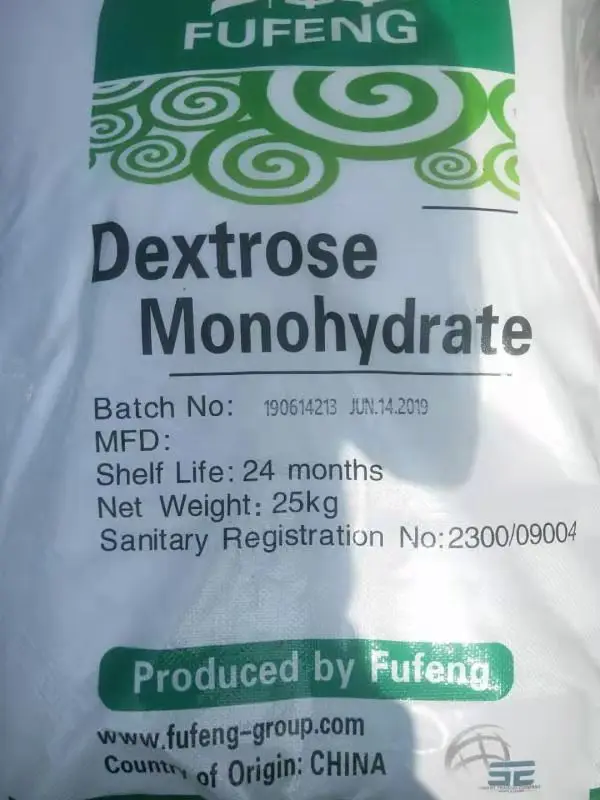 FUFENG
Dextrose
Monohydrate
Batch No: 190614213 JUN.14.2019
MFD:
Shelf Life: 24 months
Net Weight: 25kg
Sanitary Registration No:2300/09004
Produced by Fufeng
www.fufeng-group.com
Country of Origin: CHINA